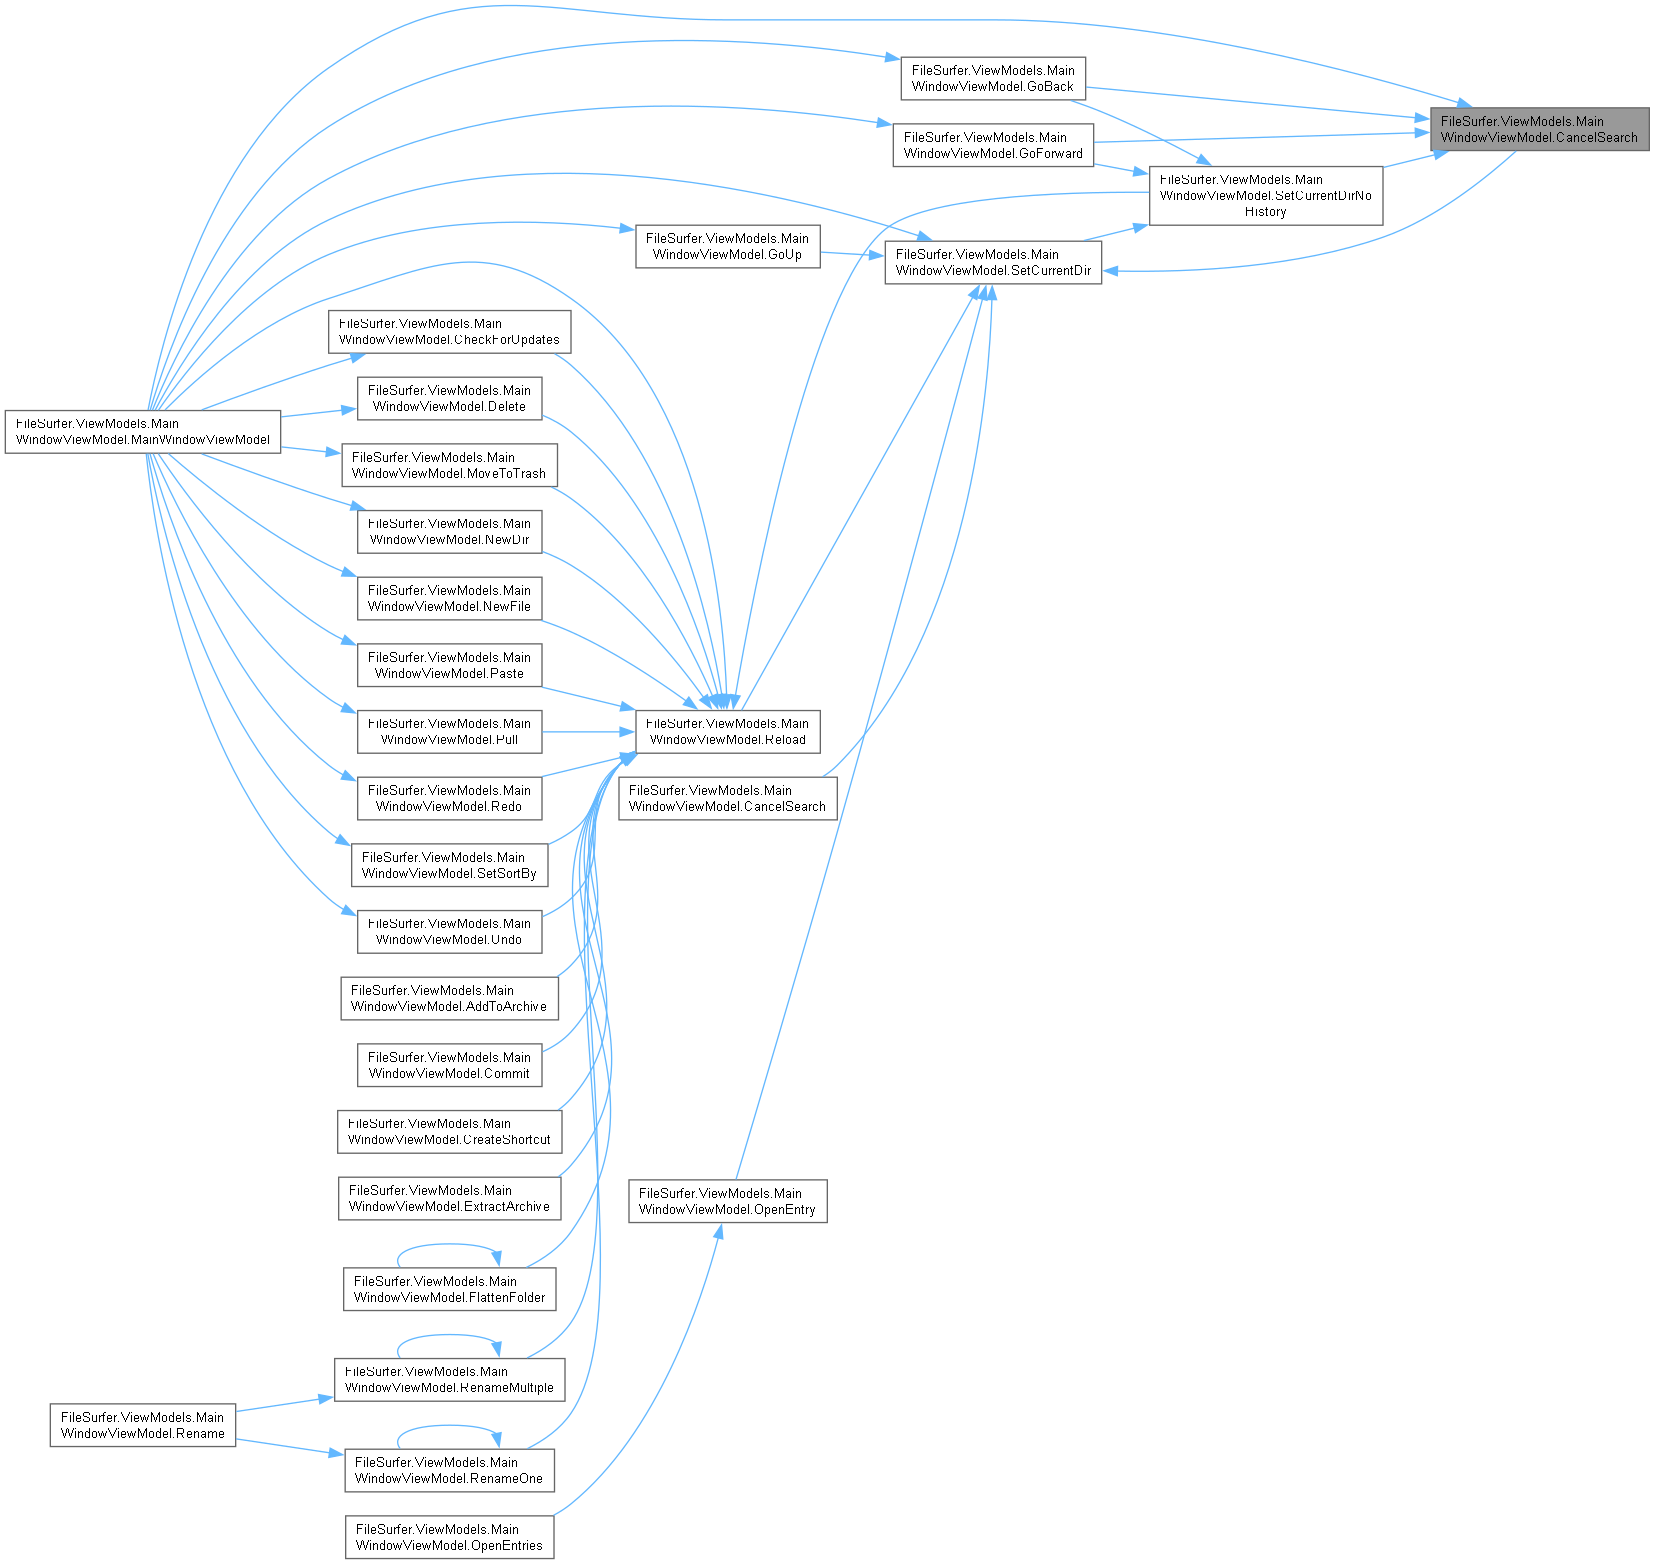 FileSurfer.ViewModels.Main
WindowViewModel.GoBack
FileSurfer.ViewModels.Main
WindowViewModel.CancelSearch
FileSurfer.ViewModels.Main
WindowViewModel.GoForward
FileSurfer.ViewModels.Main
WindowViewModel.SetCurrentDirNo
History
FileSurfer.ViewModels.Main
WindowViewModel.GoUp
FileSurfer.ViewModels.Main
WindowViewModel.SetCurrentDir
FileSurfer.ViewModels.Main
WindowViewModel.CheckForUpdates
FileSurfer.ViewModels.Main
WindowViewModel.Delete
FileSurfer.ViewModels.Main
WindowViewModel.MainWindowViewModel
FileSurfer.ViewModels.Main
WindowViewModel.MoveToTrash
FileSurfer.ViewModels.Main
WindowViewModel.NewDir
FileSurfer.ViewModels.Main
WindowViewModel.NewFile
FileSurfer.ViewModels.Main
WindowViewModel.Paste
FileSurfer.ViewModels.Main
WindowViewModel.Pull
FileSurfer.ViewModels.Main
WindowViewModel.Reload
FileSurfer.ViewModels.Main
WindowViewModel.Redo
FileSurfer.ViewModels.Main
WindowViewModel.CancelSearch
FileSurfer.ViewModels.Main
WindowViewModel.SetSortBy
FileSurfer.ViewModels.Main
WindowViewModel.Undo
FileSurfer.ViewModels.Main
WindowViewModel.AddToArchive
FileSurfer.ViewModels.Main
WindowViewModel.Commit
FileSurfer.ViewModels.Main
WindowViewModel.CreateShortcut
FileSurfer.ViewModels.Main
WindowViewModel.ExtractArchive
FileSurfer.ViewModels.Main
WindowViewModel.OpenEntry
FileSurfer.ViewModels.Main
WindowViewModel.FlattenFolder
FileSurfer.ViewModels.Main
WindowViewModel.RenameMultiple
FileSurfer.ViewModels.Main
WindowViewModel.Rename
FileSurfer.ViewModels.Main
WindowViewModel.RenameOne
FileSurfer.ViewModels.Main
WindowViewModel.OpenEntries